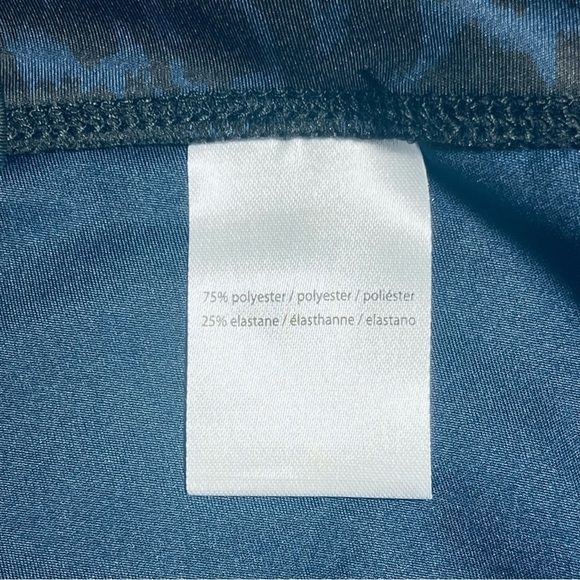 75% polyester / polyester / poliéster
25% elastane / élasthanne / elastano